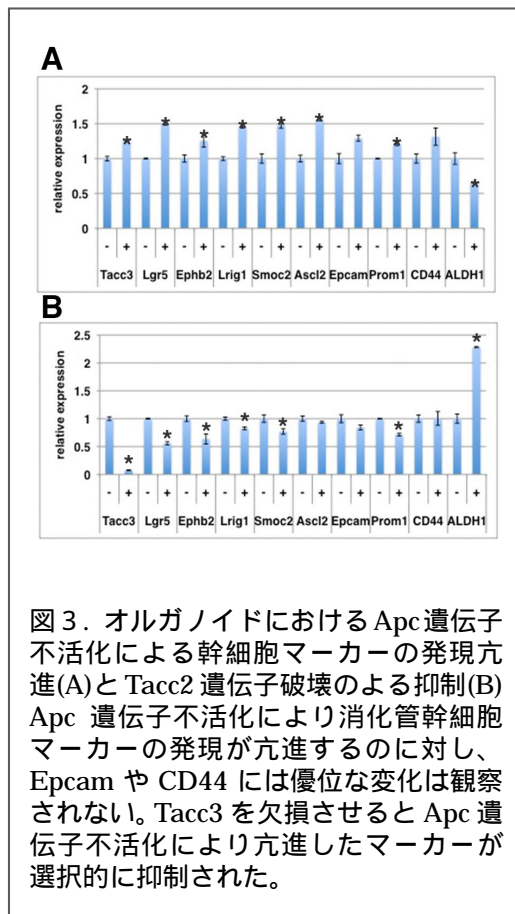 A
2
1.5
1
0.5
0
relative expression
* * * * * * * *
- + - + - + - + - + - + - + - + - + - +
Tacc3 Lgr5 Ephb2 Lrig1 Smoc2 Ascl2 Epcam Prom1 CD44 ALDH1
B
2.5
2
1.5
1
0.5
0
relative expression
* * * * * * *
- + - + - + - + - + - + - + - + - + - +
Tacc3 Lgr5 Ephb2 Lrig1 Smoc2 Ascl2 Epcam Prom1 CD44 ALDH1
図３．オルガノイドにおける Apc 遺伝子
不活化による幹細胞マーカーの発現亢
進(A)と Tacc2 遺伝子破壊のよる抑制(B)
Apc 遺伝子不活化により消化管幹細胞
マーカーの発現が亢進するのに対し、
Epcam や CD44 には優位な変化は観察
されない。Tacc3 を欠損させると Apc 遺
伝子不活化により亢進したマーカーが
選択的に抑制された。